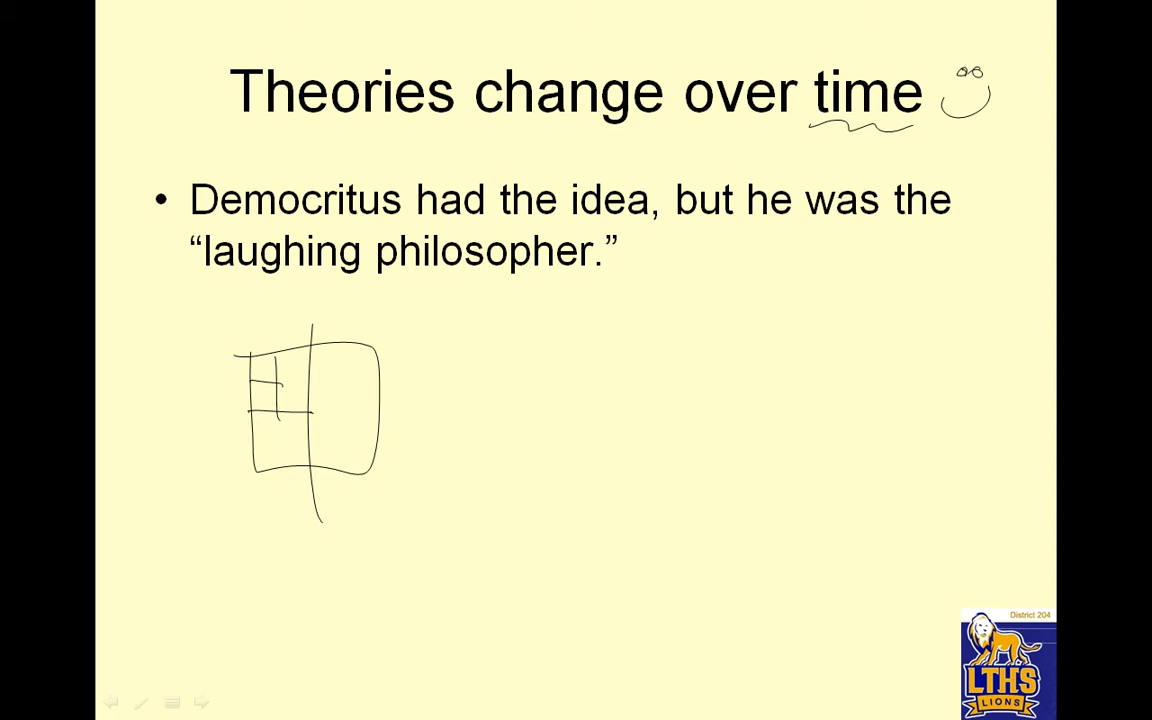 Theories change over time
• Democritus had the idea, but he was the
“laughing philosopher.”
District 204
LTHS
LIONS